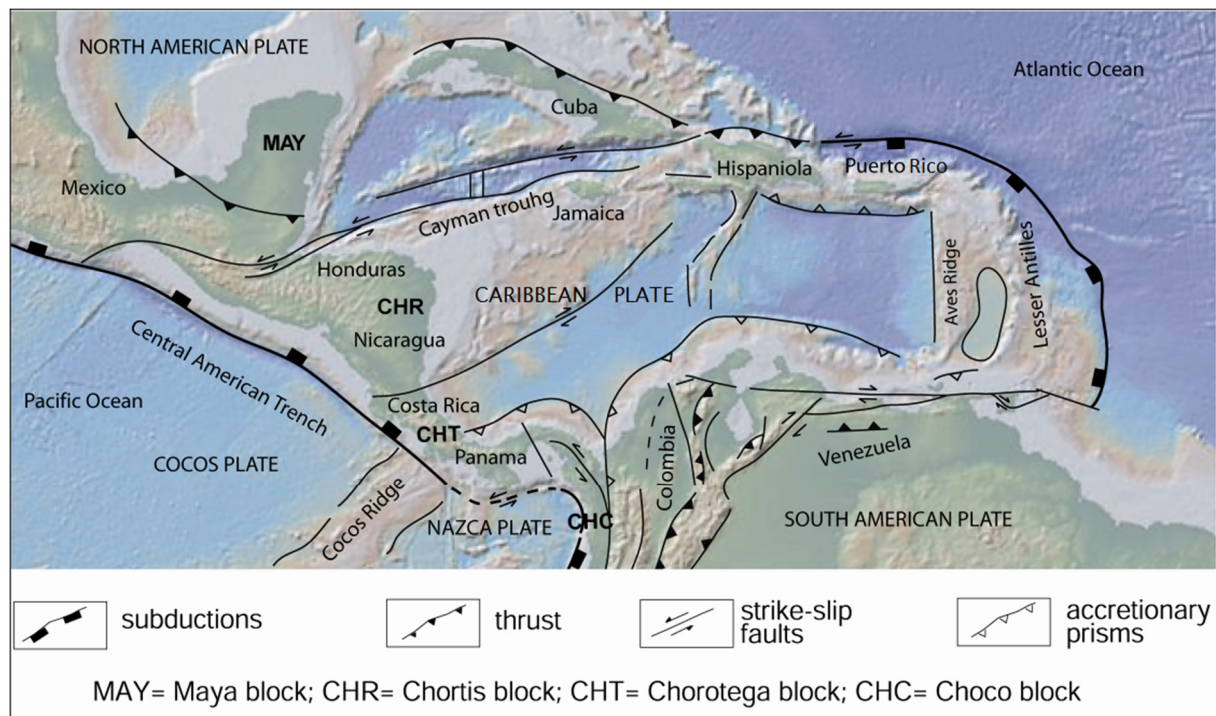 NORTH AMERICAN PLATE
Atlantic Ocean
Cuba
MAY
Mexico
Hispaniola
Puerto Rico
Cayman trouhg
Jamaica
Honduras
CHR
Nicaragua
CARIBBEAN PLATE
Aves Ridge
Lesser Antilles
Central American Trench
Pacific Ocean
Costa Rica
CHT
Panama
Colombia
Venezuela
COCOS PLATE
Cocos Ridge
NAZCA PLATE
CHC
SOUTH AMERICAN PLATE
subductions
thrust
strike-slip
faults
accretionary
prisms
MAY= Maya block; CHR= Chortis block; CHT= Chorotega block; CHC= Choco block